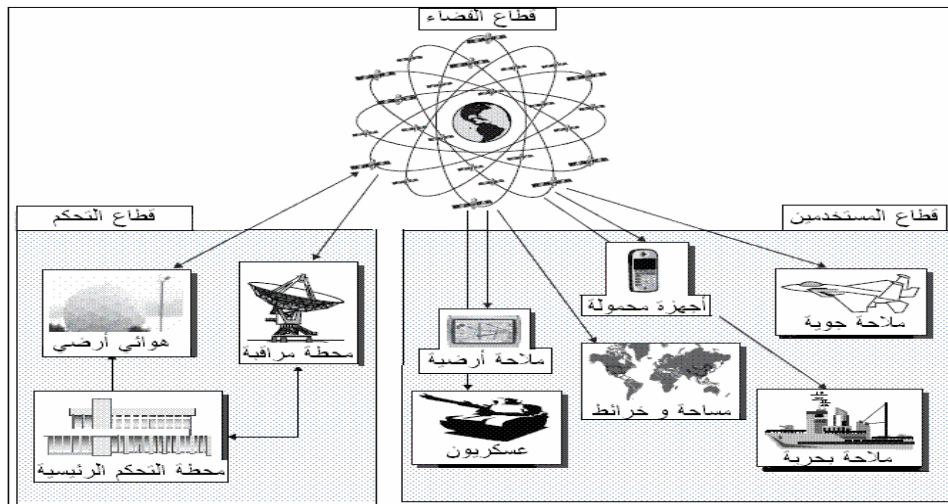 قطاع الفضاء
قطاع المستخدمين
قطاع التحكم
أجهزة محمولة
ملاحة جوية
ملاحة أرضية
محطة مراقبة
هوائي أرضي
مساحة و خرائط
ملاحة بحرية
عسكريون
محطة التحكم الرئيسية